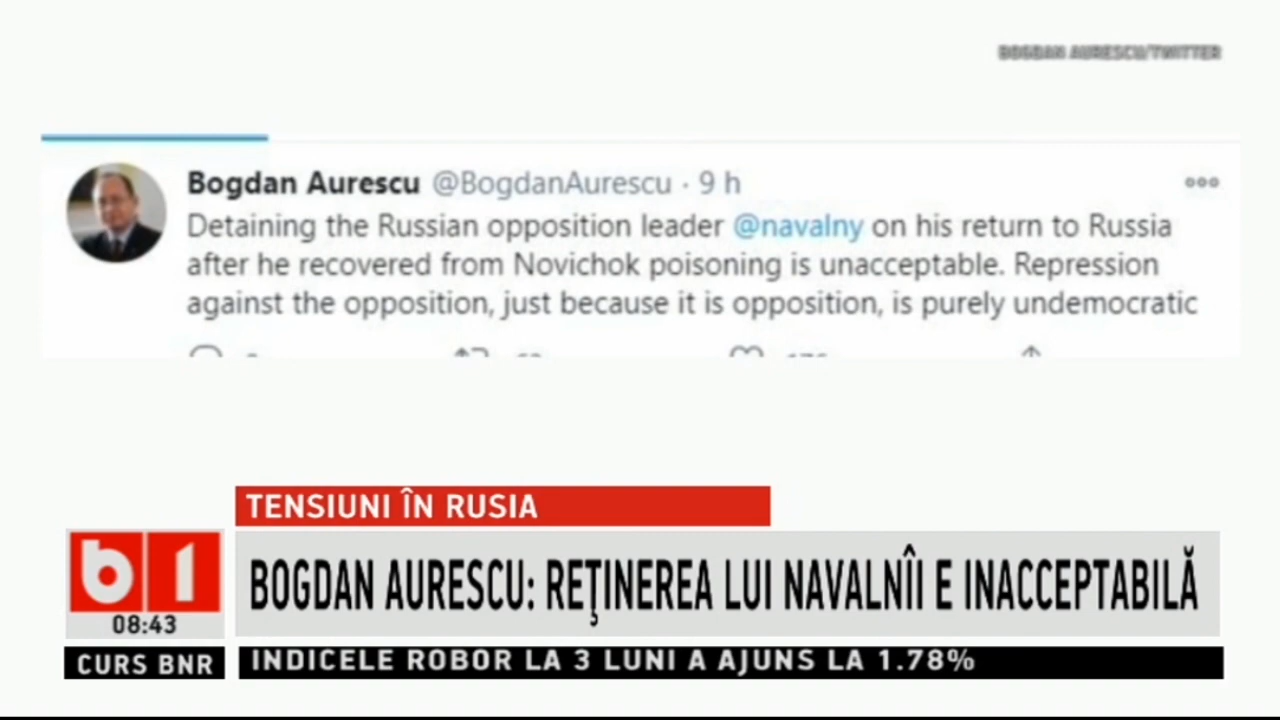 BOGDAN AURESCU/TWITTER
Bogdan Aurescu @BogdanAurescu · 9 h
Detaining the Russian opposition leader @navalny on his return to Russia
after he recovered from Novichok poisoning is unacceptable. Repression
against the opposition, just because it is opposition, is purely undemocratic
TENSIUNI ÎN RUSIA
b1
BOGDAN AURESCU: REŢINEREA LUI NAVALNÎI E INACCEPTABILĂ
08:43
CURS BNR
INDICELE ROBOR LA 3 LUNI A AJUNS LA 1.78%